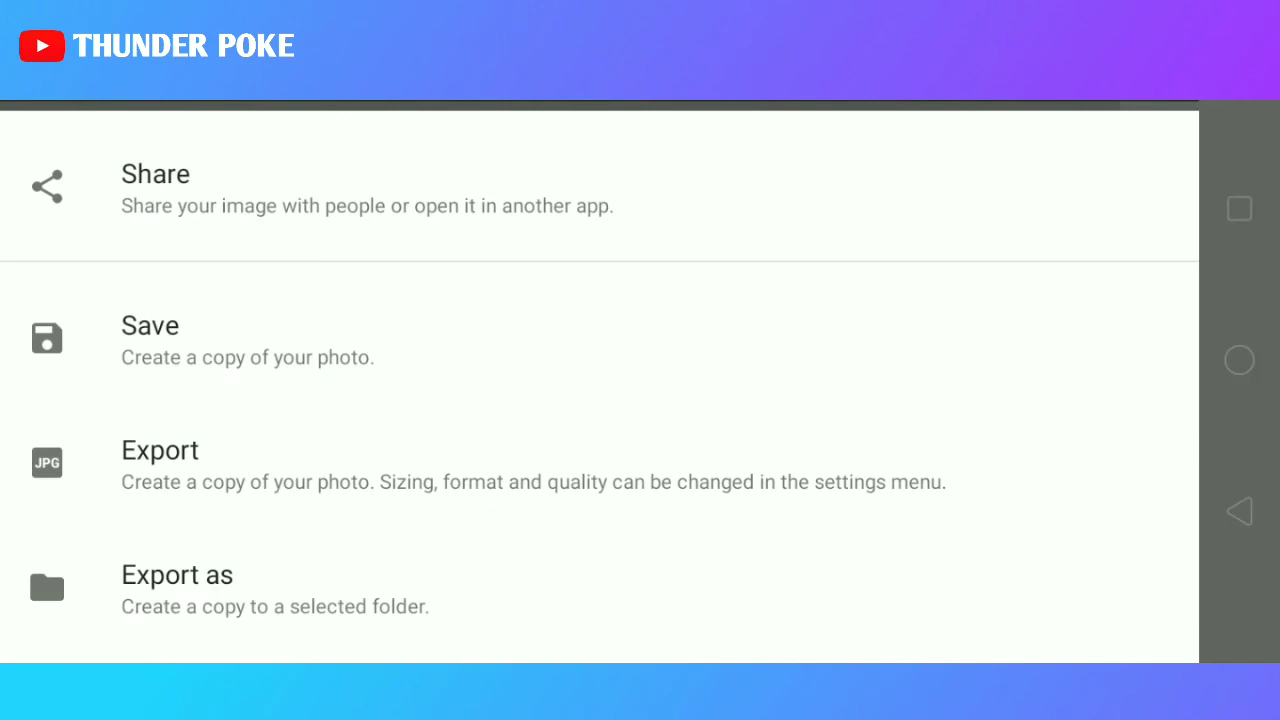 THUNDER POKE
Share
Share your image with people or open it in another app.
Save
Create a copy of your photo.
JPG
Export
Create a copy of your photo. Sizing, format and quality can be changed in the settings menu.
Export as
Create a copy to a selected folder.